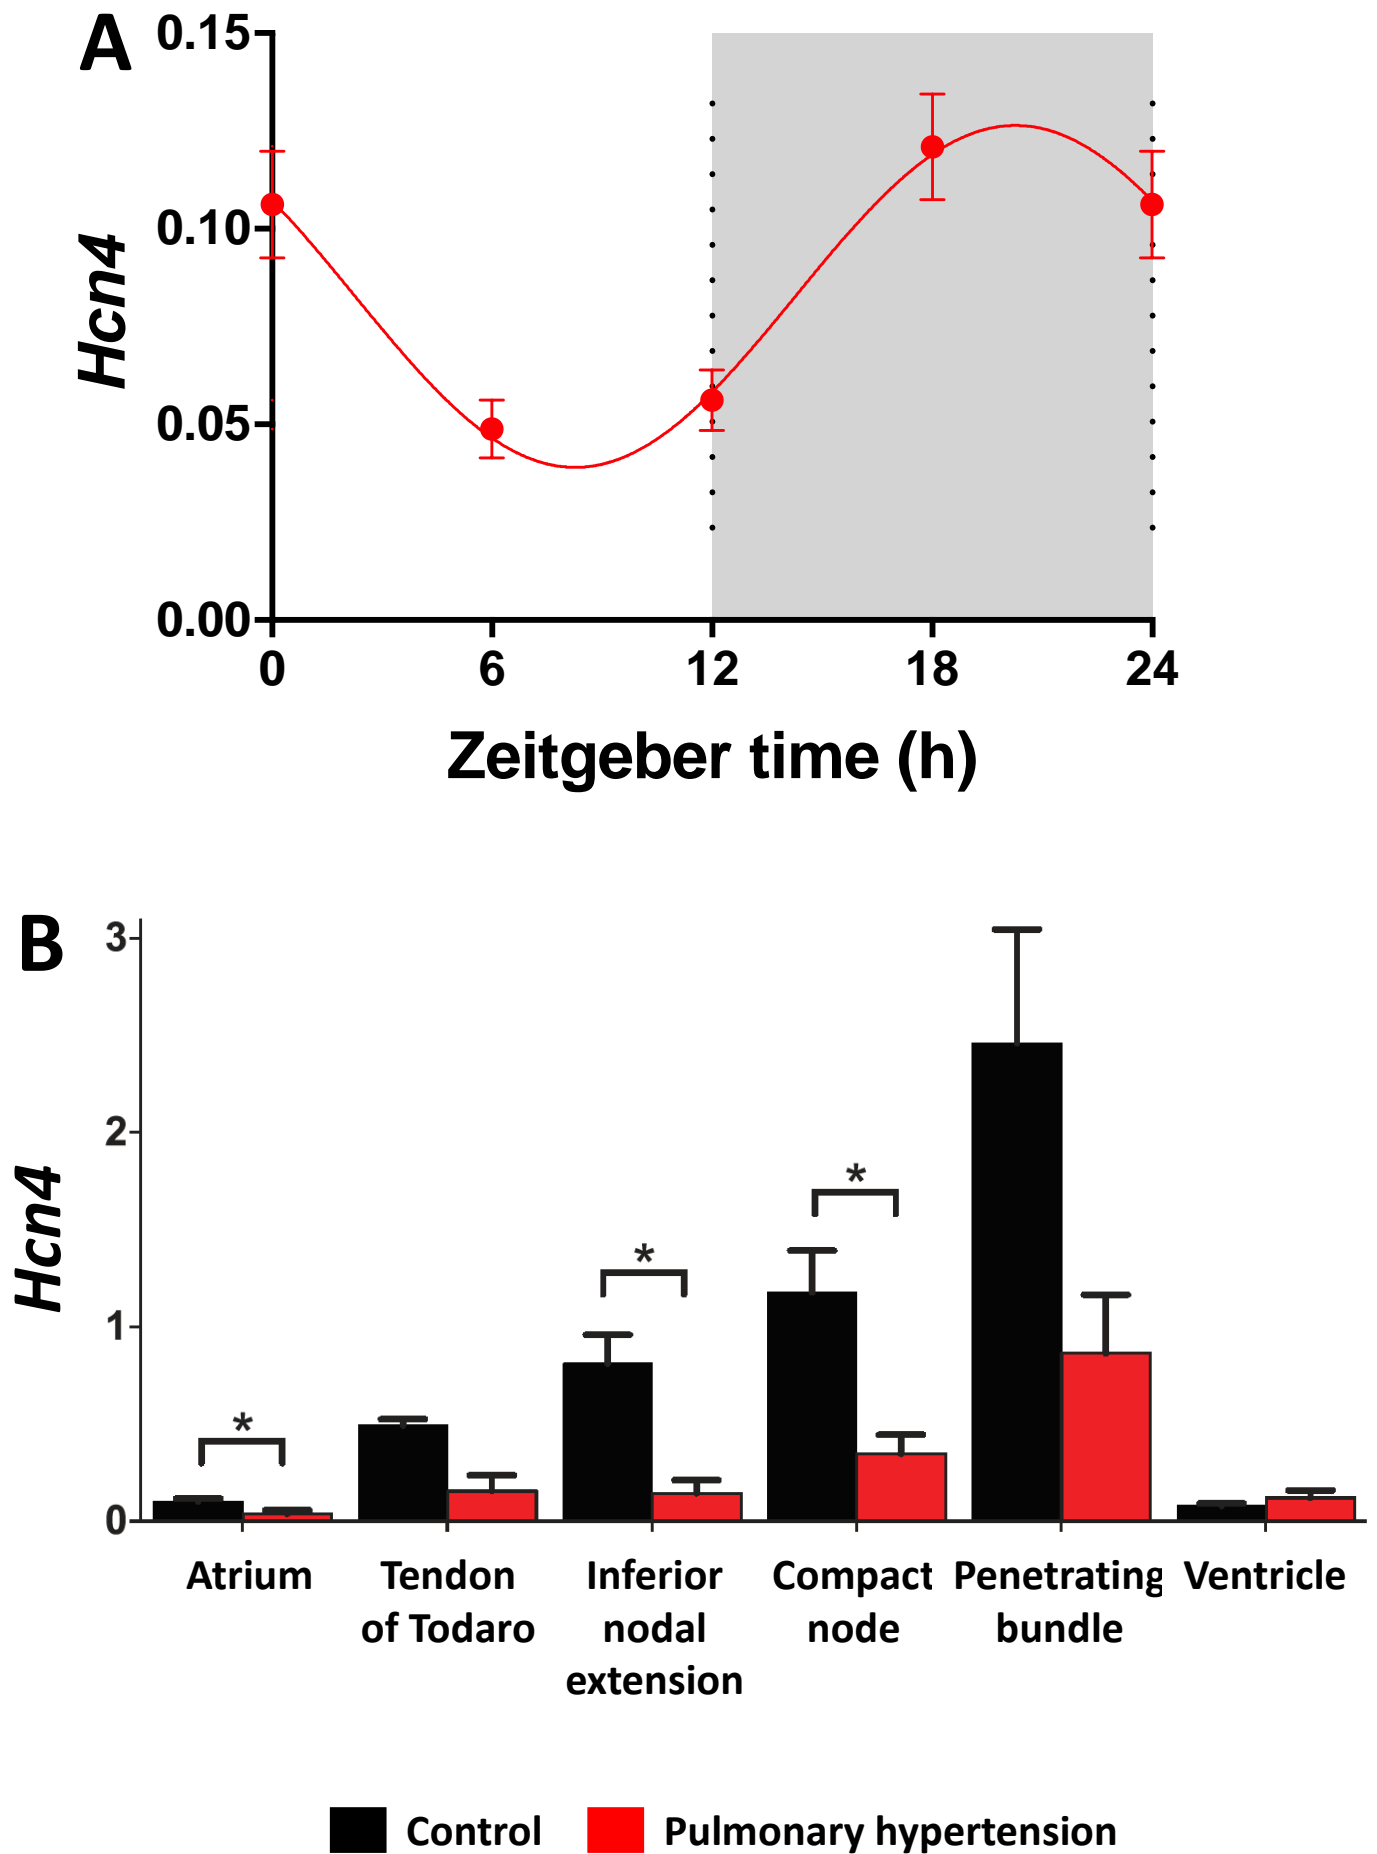 A
0.15
0.10
0.05
0.00
Hcn4
0 6 12 18 24
Zeitgeber time (h)
B
3
2
1
0
Hcn4
*
*
*
Atrium
Tendon
of Todaro
Inferior
nodal
extension
Compact
node
Penetrating
bundle
Ventricle
Control
Pulmonary hypertension